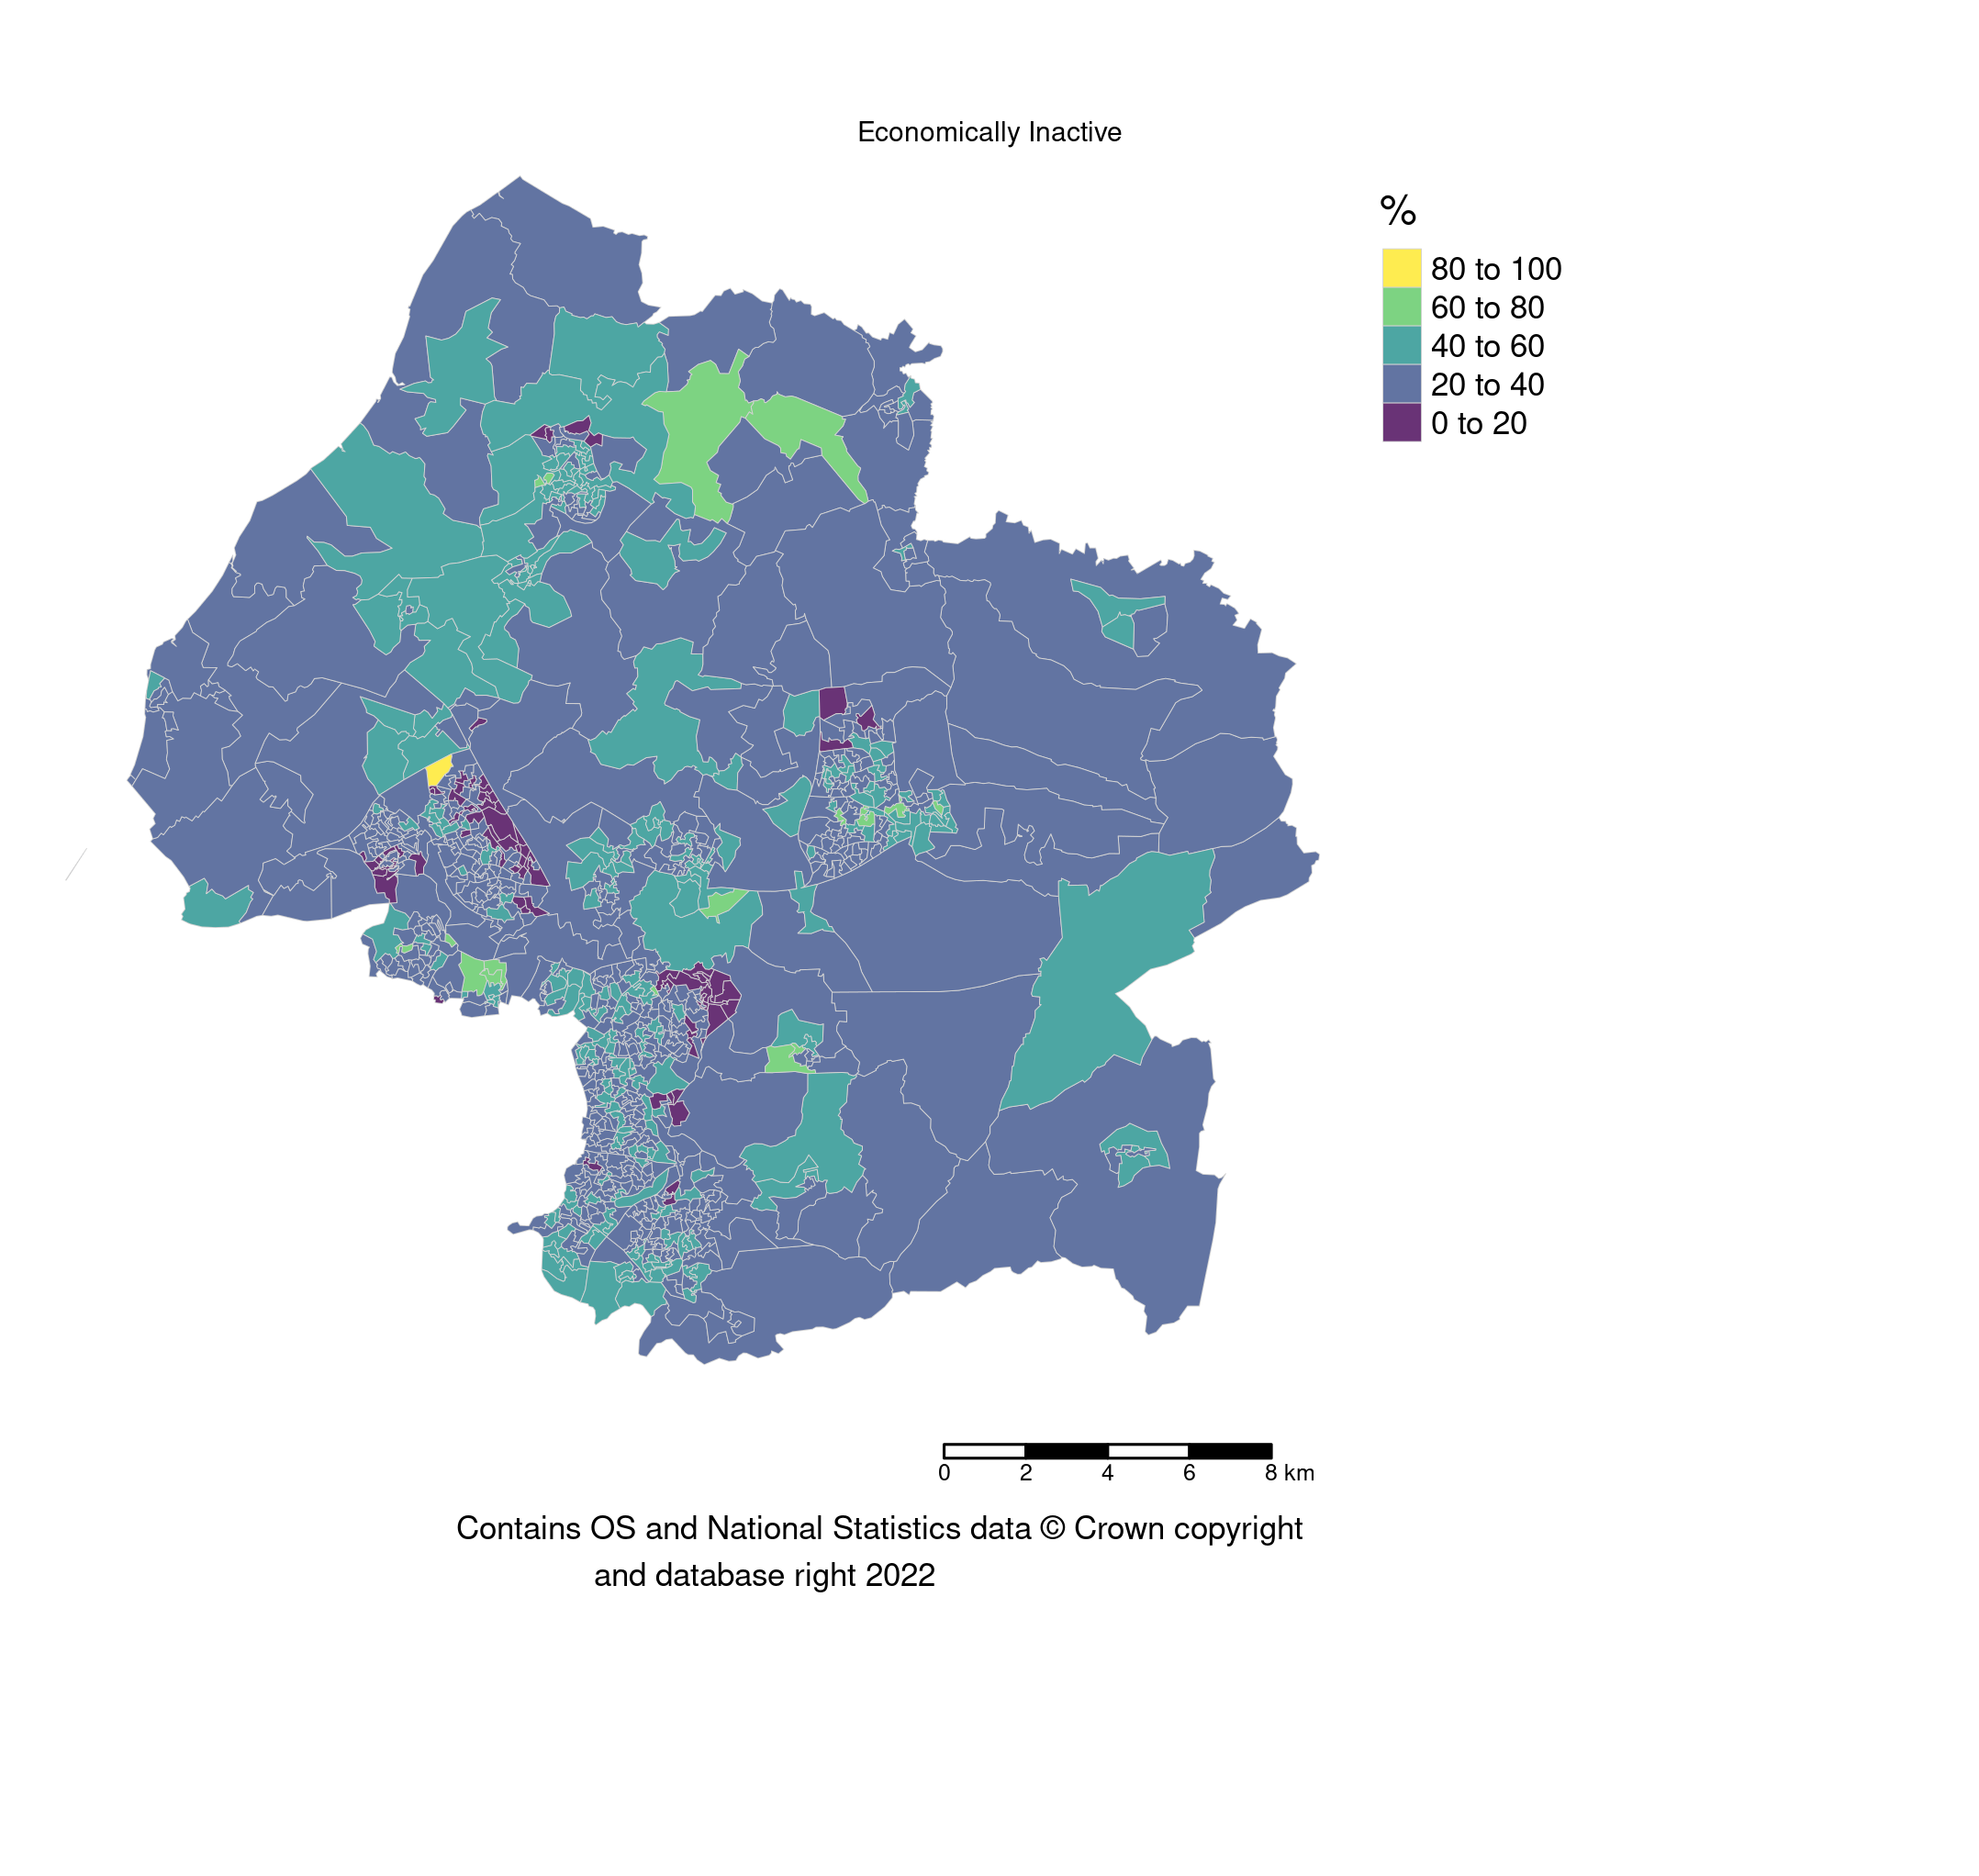 Economically Inactive
%
80 to 100
60 to 80
40 to 60
20 to 40
0 to 20
0 2 4 6 8 km
Contains OS and National Statistics data © Crown copyright
and database right 2022